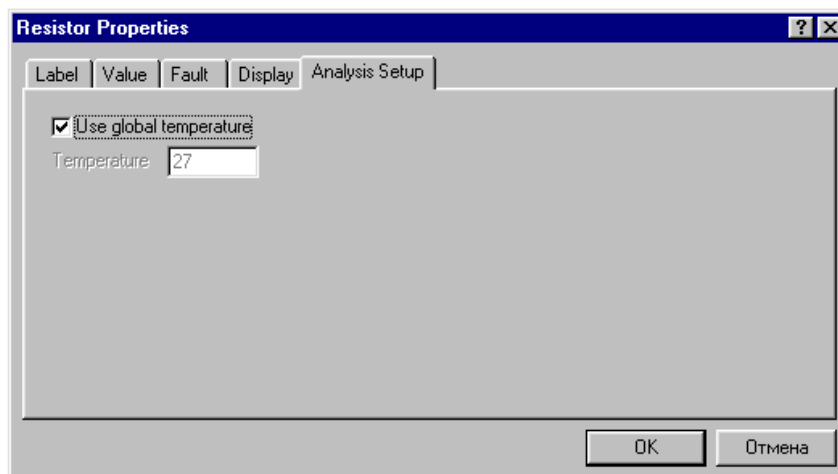 Resistor Properties
Label Value Fault Display Analysis Setup
Use global temperature
Temperature 27
OK Отмена